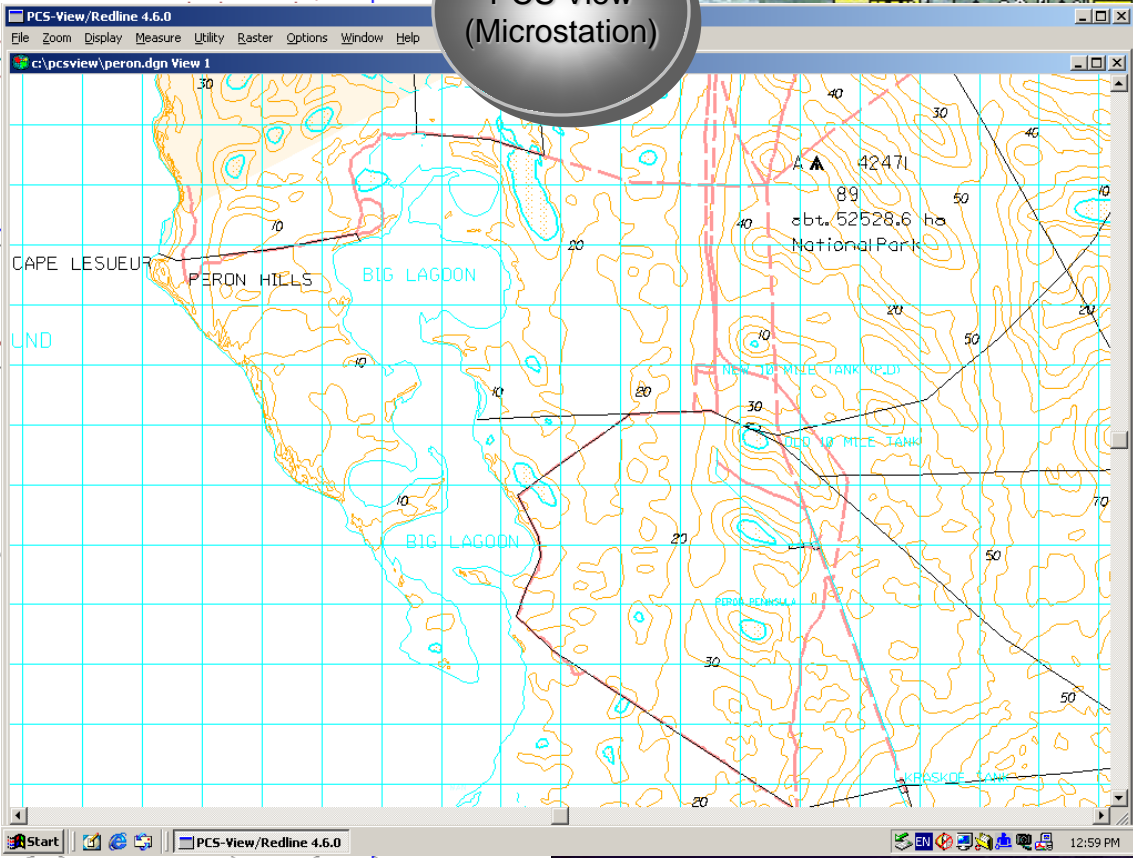 PCS-View
(Microstation)
PCS-View/Redline 4.6.0
File Zoom Display Measure Utility Raster Options Window Help
c:\pcsview\peron.dgn View 1
30
40
30
40
A 42471
89
abt. 52528.6 ha
National Park
50
10
40
10
20
CAPE LESUEUR
PERON HILLS
BIG LAGOON
20
20
50
UND
10
10
NEW 10 MILE TANK (P.D)
10
20
30
OLD 10 MILE TANK
10
70
BIG LAGOON
20
50
PERON PENINSULA
30
50
KRASKOE TANK
20
Start
PCS-View/Redline 4.6.0
EN
12:59 PM